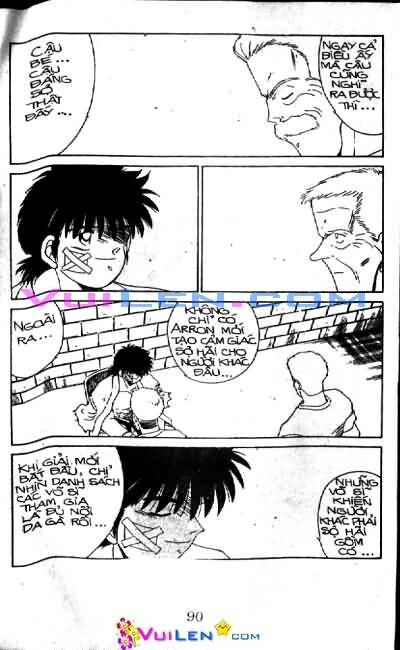 CẬU
BÉ...
CẬU
ĐÁNG
SỢ
THẬT
ĐẤY...
NGAY CẢ
ĐIỀU ẤY
MÀ CẬU
CŨNG
NGHĨ
RA ĐƯỢC
THÌ...
VUILEN.COM
NGOÀI
RA...
KHÔNG
CHỈ CÓ
ARRON MỚI
TẠO CẢM GIÁC
SỢ HÃI CHO
NGƯỜI KHÁC
ĐÂU...
KHI GIẢI MỚI
BẮT ĐẦU, CHỈ
NHÌN DANH SÁCH
CÁC VÕ SĨ
THAM GIA
LÀ ĐỦ NỔI
DA GÀ RỒI...
NHỮNG
VÕ SĨ
KHIẾN
NGƯỜI
KHÁC PHẢI
SỢ HÃI
GỒM
CÓ...
90
VUILEN.COM